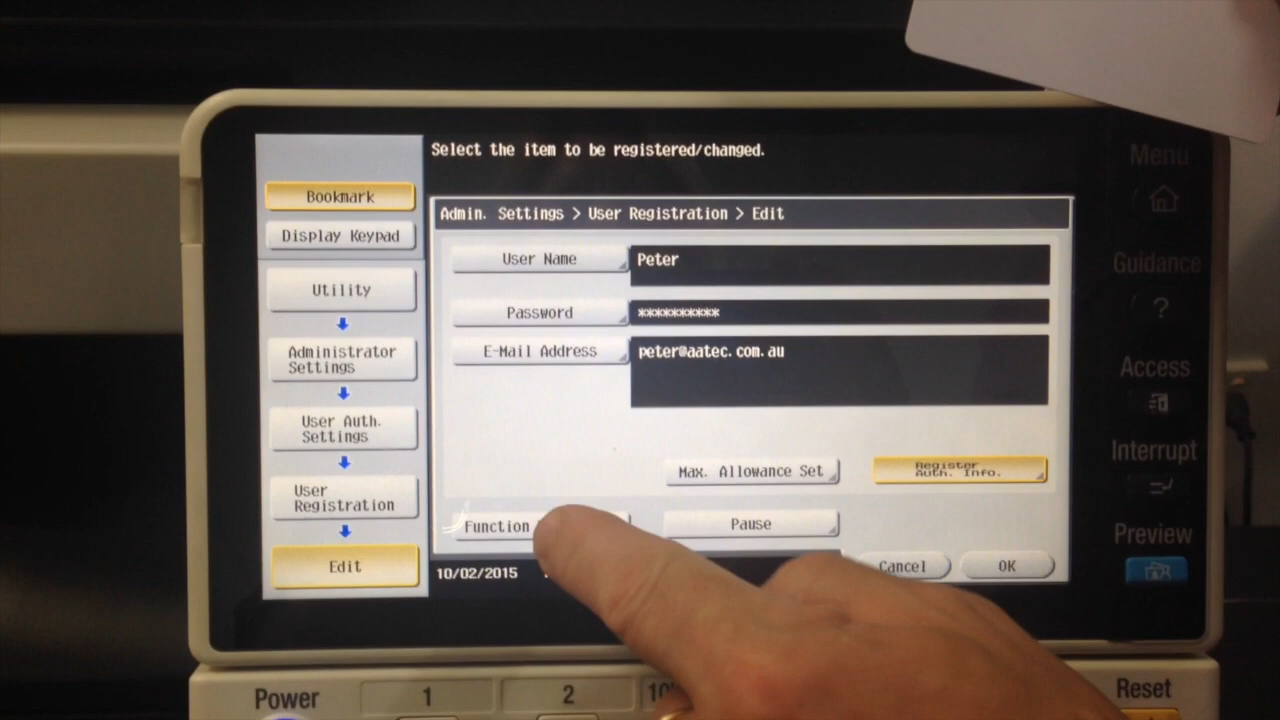 Select the item to be registered/changed.
Bookmark
Display Keypad
Utility
Administrator
Settings
User Auth.
Settings
User
Registration
Edit
Admin. Settings > User Registration > Edit
User Name
Peter
Password
**********
E-Mail Address
peter@aatec.com.au
Max. Allowance Set
Register
Auth. Info.
Function
Pause
10/02/2015
Cancel
OK
Menu
Guidance
?
Access
Interrupt
Preview
Power
1
2
Reset